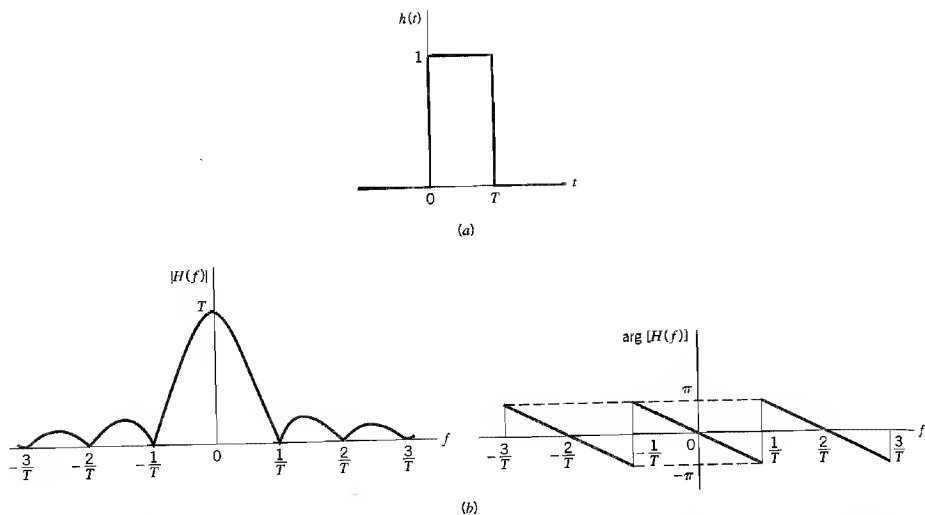 h(t)
1
0
T
t
(a)
|H(f)|
T
-3/T
-2/T
-1/T
0
1/T
2/T
3/T
f
arg [H(f)]
π
-3/T
-2/T
-1/T
0
1/T
2/T
3/T
f
-π
(b)